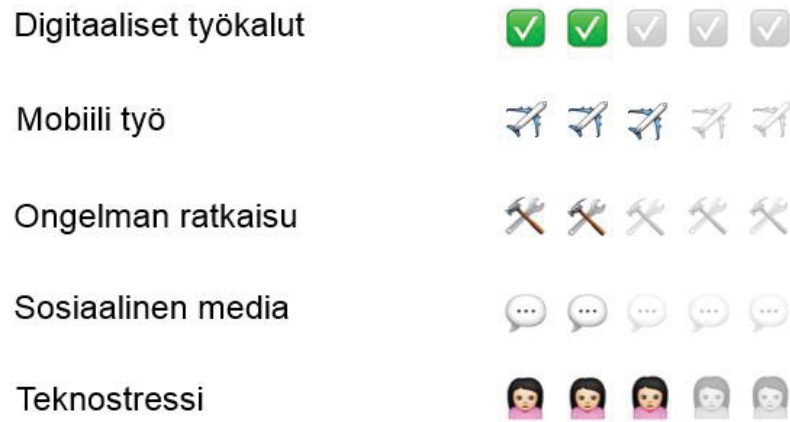 Digitaaliset työkalut
Mobiili työ
Ongelman ratkaisu
Sosiaalinen media
Teknostressi